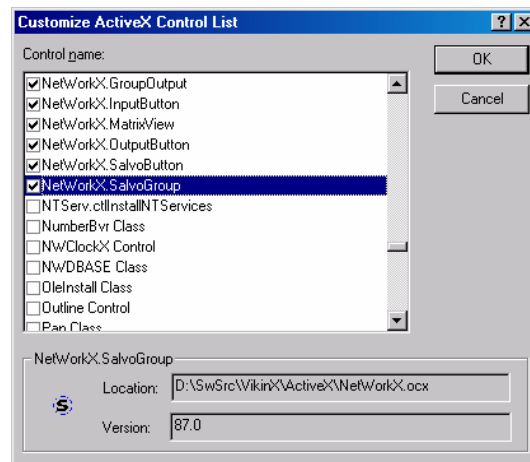 Customize ActiveX Control List
Control name:
OK
Cancel
NetWorkX.GroupOutput
NetWorkX.InputButton
NetWorkX.MatrixView
NetWorkX.OutputButton
NetWorkX.SalvoButton
NetWorkX.SalvoGroup
NTServ.ctlInstallNTServices
NumberBvr Class
NWClockX Control
NWDBASE Class
OleInstall Class
Outline Control
Pan Class
NetWorkX.SalvoGroup
S
Location: D:\SwSrc\VikinX\ActiveX\NetWorkX.ocx
Version: 87.0